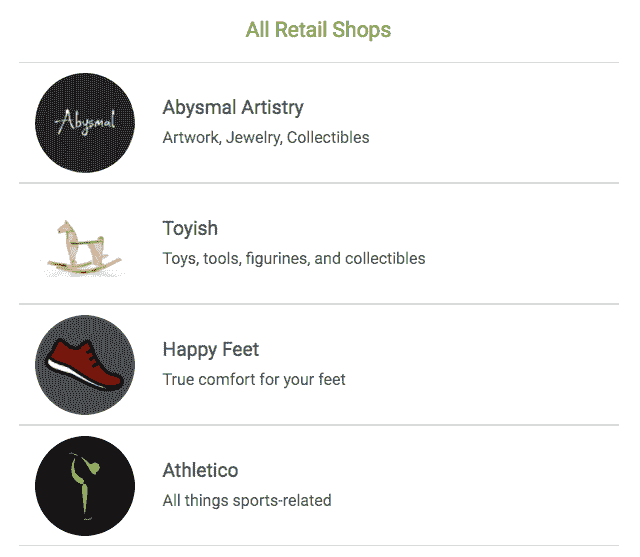 All Retail Shops
Abysmal
Abysmal Artistry
Artwork, Jewelry, Collectibles
Toyish
Toys, tools, figurines, and collectibles
Happy Feet
True comfort for your feet
Athletico
All things sports-related